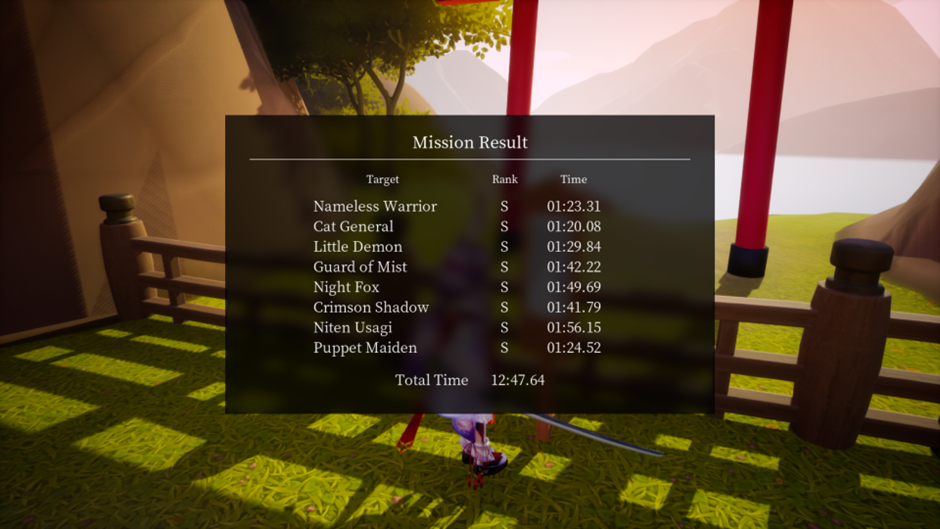 Mission Result
Target Rank Time
Nameless Warrior S 01:23.31
Cat General S 01:20.08
Little Demon S 01:29.84
Guard of Mist S 01:42.22
Night Fox S 01:49.69
Crimson Shadow S 01:41.79
Niten Usagi S 01:56.15
Puppet Maiden S 01:24.52
Total Time 12:47.64